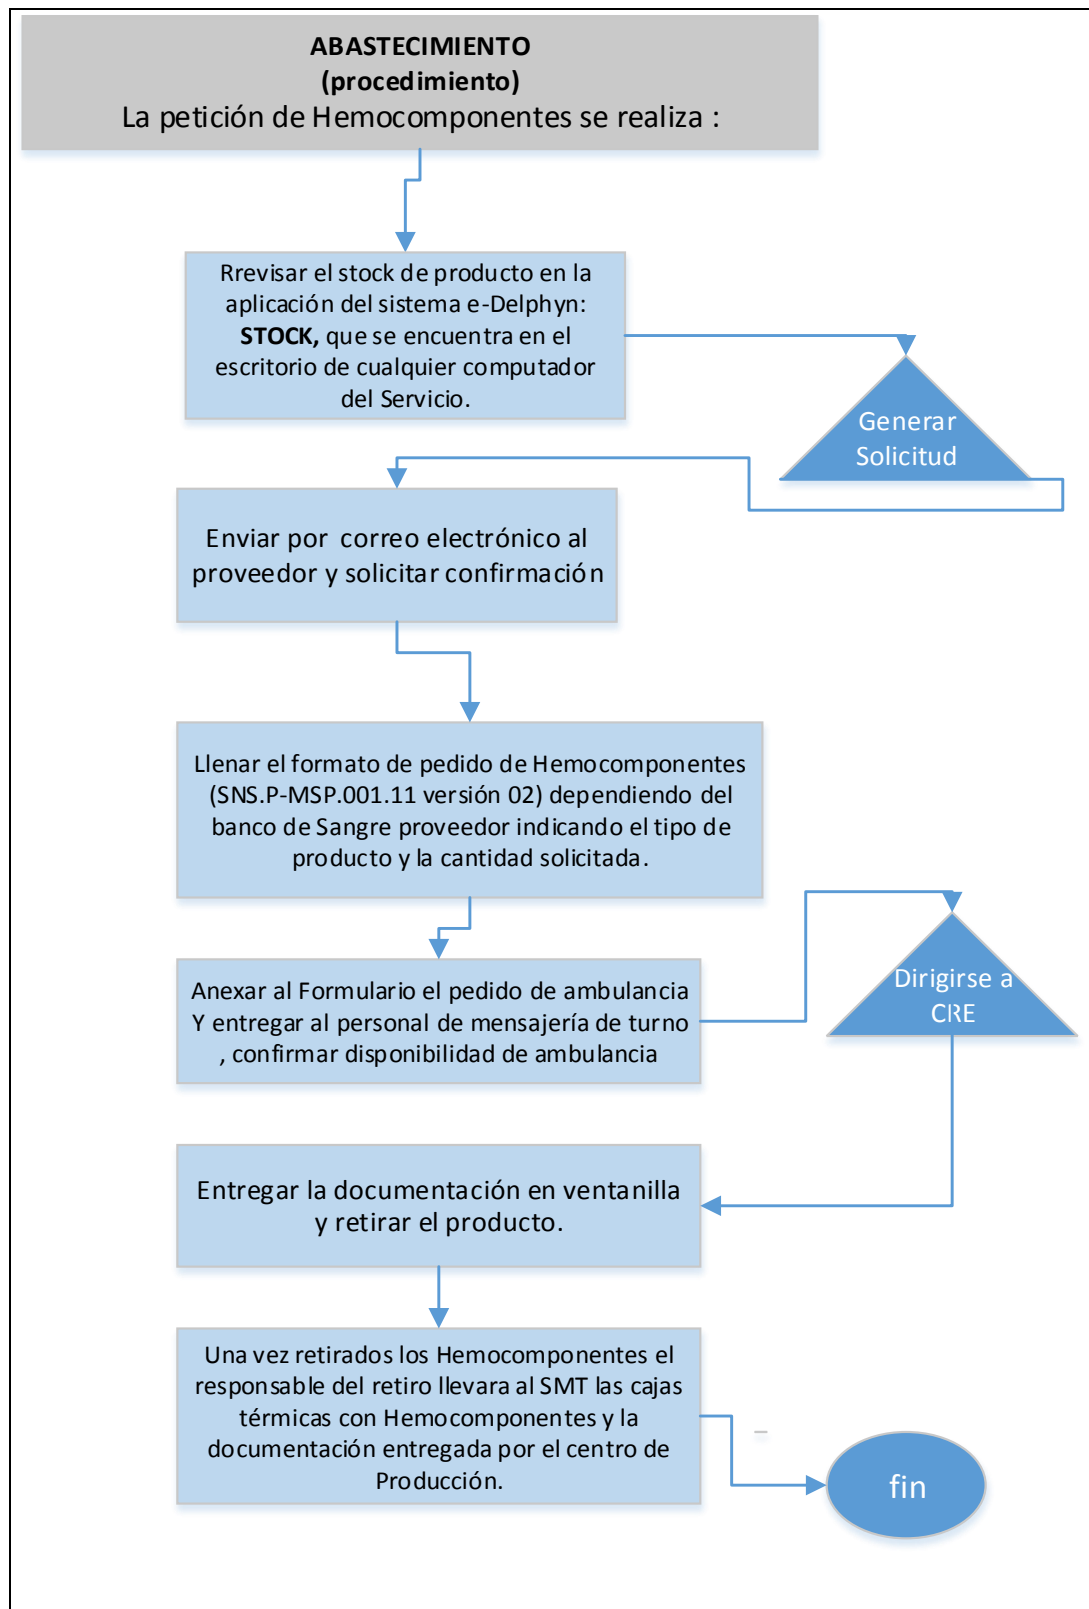 ABASTECIMIENTO
(procedimiento)
La petición de Hemocomponentes se realiza :
Rrevisar el stock de producto en la
aplicación del sistema e-Delphyn:
STOCK, que se encuentra en el
escritorio de cualquier computador
del Servicio.
Generar
Solicitud
Enviar por correo electrónico al
proveedor y solicitar confirmación
Llenar el formato de pedido de Hemocomponentes
(SNS.P-MSP.001.11 versión 02) dependiendo del
banco de Sangre proveedor indicando el tipo de
producto y la cantidad solicitada.
Anexar al Formulario el pedido de ambulancia
Y entregar al personal de mensajería de turno
, confirmar disponibilidad de ambulancia
Dirigirse a
CRE
Entregar la documentación en ventanilla
y retirar el producto.
Una vez retirados los Hemocomponentes el
responsable del retiro llevara al SMT las cajas
térmicas con Hemocomponentes y la
documentación entregada por el centro de
Producción.
fin